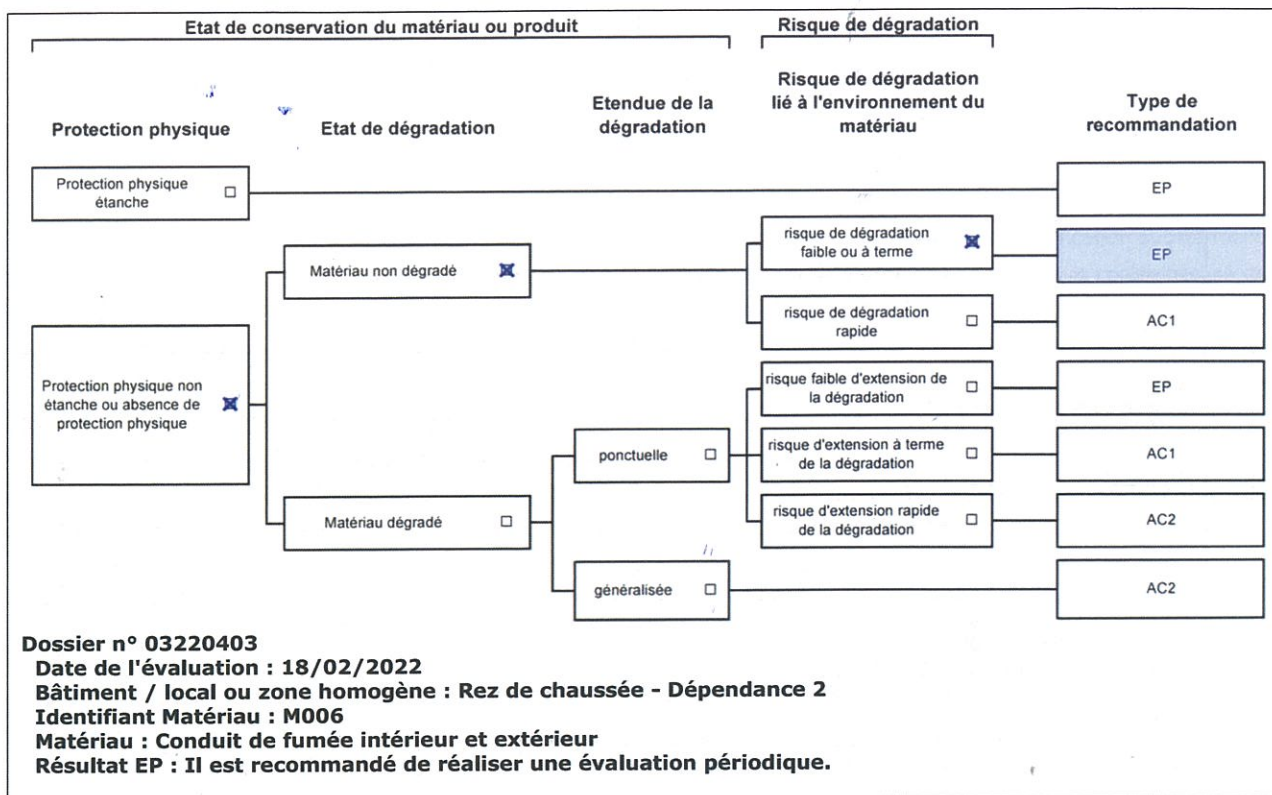 Etat de conservation du matériau ou produit
Risque de dégradation
Protection physique
Etat de dégradation
Etendue de la
dégradation
Risque de dégradation
lié à l'environnement du
matériau
Type de
recommandation
Protection physique
étanche
EP
Protection physique non
étanche ou absence de
protection physique
Matériau non dégradé
risque de dégradation
faible ou à terme
EP
risque de dégradation
rapide
AC1
Matériau dégradé
ponctuelle
risque faible d'extension de
la dégradation
EP
risque d'extension à terme
de la dégradation
AC1
risque d'extension rapide
de la dégradation
AC2
généralisée
AC2
Dossier n° 03220403
Date de l'évaluation : 18/02/2022
Bâtiment / local ou zone homogène : Rez de chaussée - Dépendance 2
Identifiant Matériau : M006
Matériau : Conduit de fumée intérieur et extérieur
Résultat EP : Il est recommandé de réaliser une évaluation périodique.